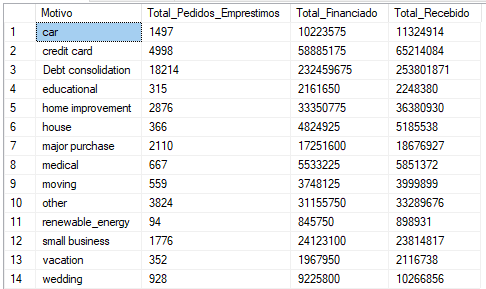 Motivo Total_Pedidos_Emprestimos Total_Financiado Total_Recebido
1 car 1497 10223575 11324914
2 credit card 4998 58885175 65214084
3 Debt consolidation 18214 232459675 253801871
4 educational 315 2161650 2248380
5 home improvement 2876 33350775 36380930
6 house 366 4824925 5185538
7 major purchase 2110 17251600 18676927
8 medical 667 5533225 5851372
9 moving 559 3748125 3999899
10 other 3824 31155750 33289676
11 renewable_energy 94 845750 898931
12 small business 1776 24123100 23814817
13 vacation 352 1967950 2116738
14 wedding 928 9225800 10266856